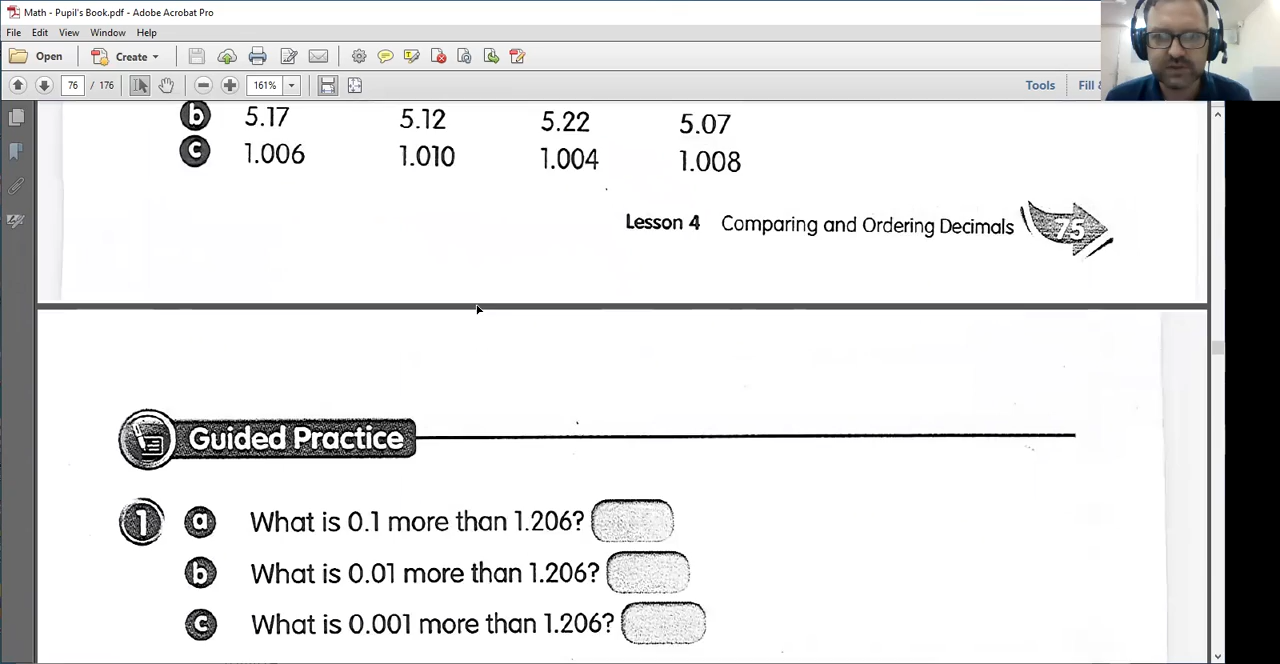 Math - Pupil's Book.pdf - Adobe Acrobat Pro
File Edit View Window Help
Open Create
76 / 176 161% Tools Fill &
b 5.17 5.12 5.22 5.07
c 1.006 1.010 1.004 1.008
Lesson 4 Comparing and Ordering Decimals 75
Guided Practice
1 a What is 0.1 more than 1.206?
b What is 0.01 more than 1.206?
c What is 0.001 more than 1.206?